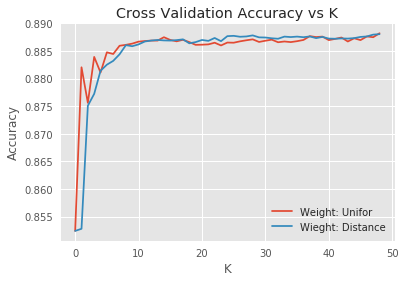 Cross Validation Accuracy vs K
0.890
0.885
0.880
0.875
0.870
0.865
0.860
0.855
Accuracy
Weight: Unifor
Wieght: Distance
0
10
20
30
40
50
K